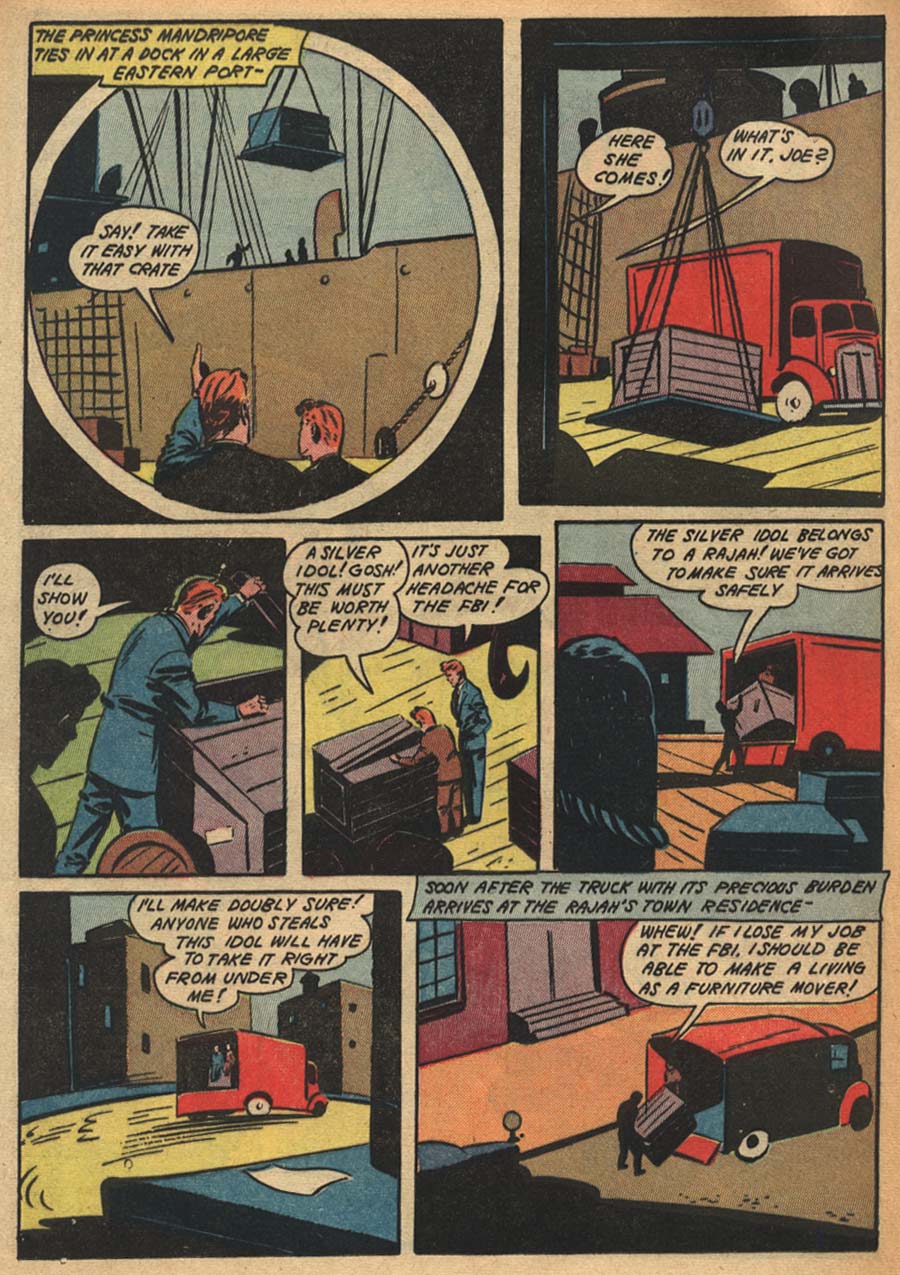 THE PRINCESS MANDRIPORE
TIES IN AT A DOCK IN A LARGE
EASTERN PORT-
SAY! TAKE
IT EASY WITH
THAT CRATE
HERE
SHE
COMES!
WHAT'S
IN IT, JOE?
I'LL
SHOW
YOU!
A SILVER
IDOL! GOSH!
THIS MUST
BE WORTH
PLENTY!
IT'S JUST
ANOTHER
HEADACHE FOR
THE FBI!
THE SILVER IDOL BELONGS
TO A RAJAH! WE'VE GOT
TO MAKE SURE IT ARRIVES
SAFELY
I'LL MAKE DOUBLY SURE!
ANYONE WHO STEALS
THIS IDOL WILL HAVE
TO TAKE IT RIGHT
FROM UNDER
ME!
SOON AFTER THE TRUCK WITH ITS PRECIOUS BURDEN
ARRIVES AT THE RAJAH'S TOWN RESIDENCE-
WHEW! IF I LOSE MY JOB
AT THE FBI, I SHOULD BE
ABLE TO MAKE A LIVING
AS A FURNITURE MOVER!